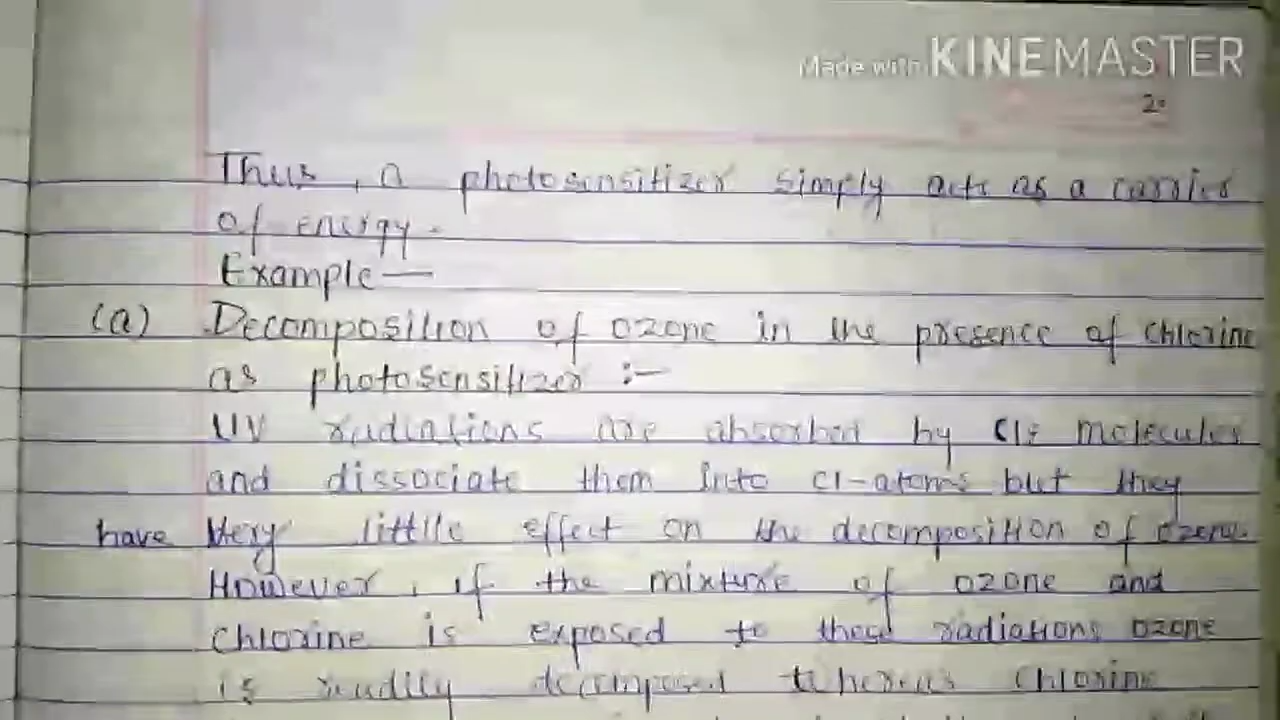 Made with KINEMASTER
2.
Thus, a photosensitizer simply acts as a carrier
of energy.
Example —
(a) Decomposition of ozone in the presence of chlorine
as photosensitizer :-
UV radiations are absorbed by Cl2 molecules
and dissociate them into Cl-atoms but they
have very little effect on the decomposition of ozone.
However, if the mixture of ozone and
chlorine is exposed to these radiations ozone
is readily decomposed whereas chlorine